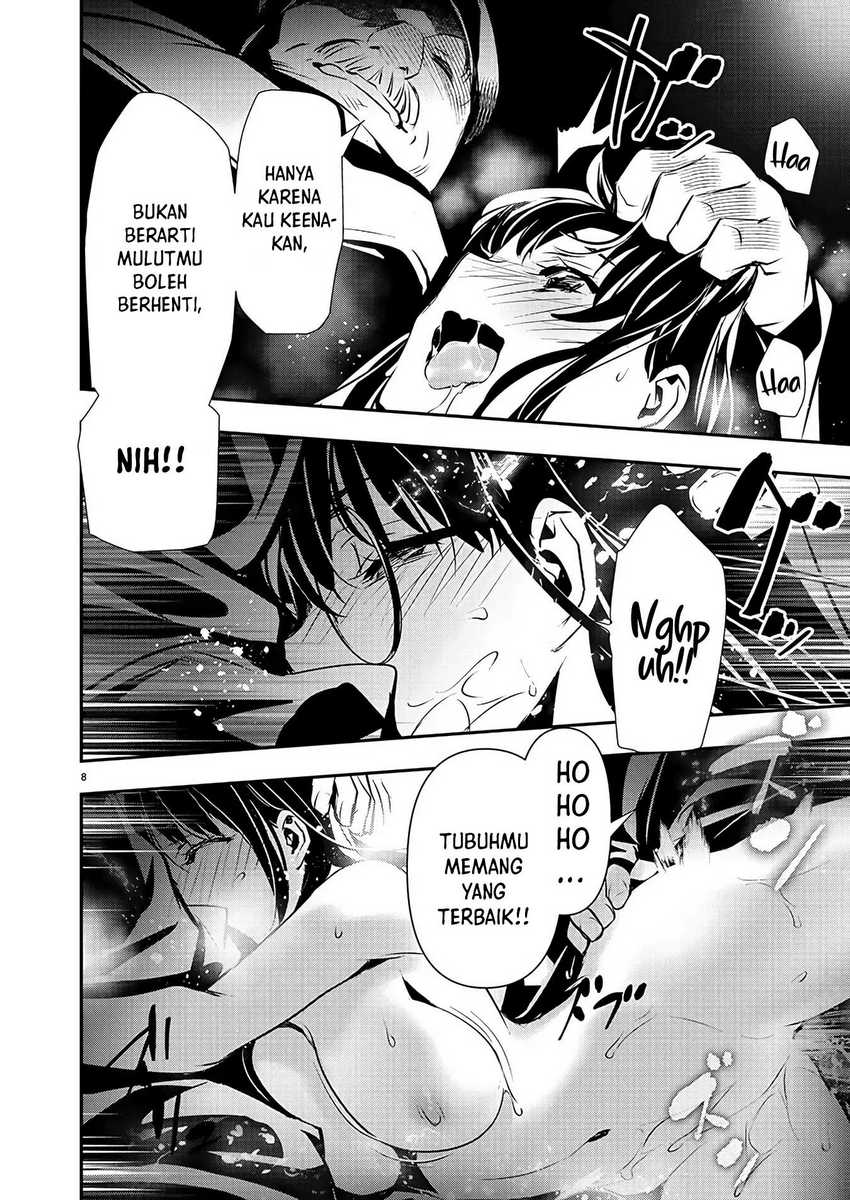 HANYA
KARENA
KAU KEENA-
KAN,
BUKAN
BERARTI
MULUTMU
BOLEH
BERHENTI,
NIH!!
Haa
Haa
Nghp
uh!!
HO
HO
HO
...
TUBUHMU
MEMANG
YANG
TERBAIK!!
8